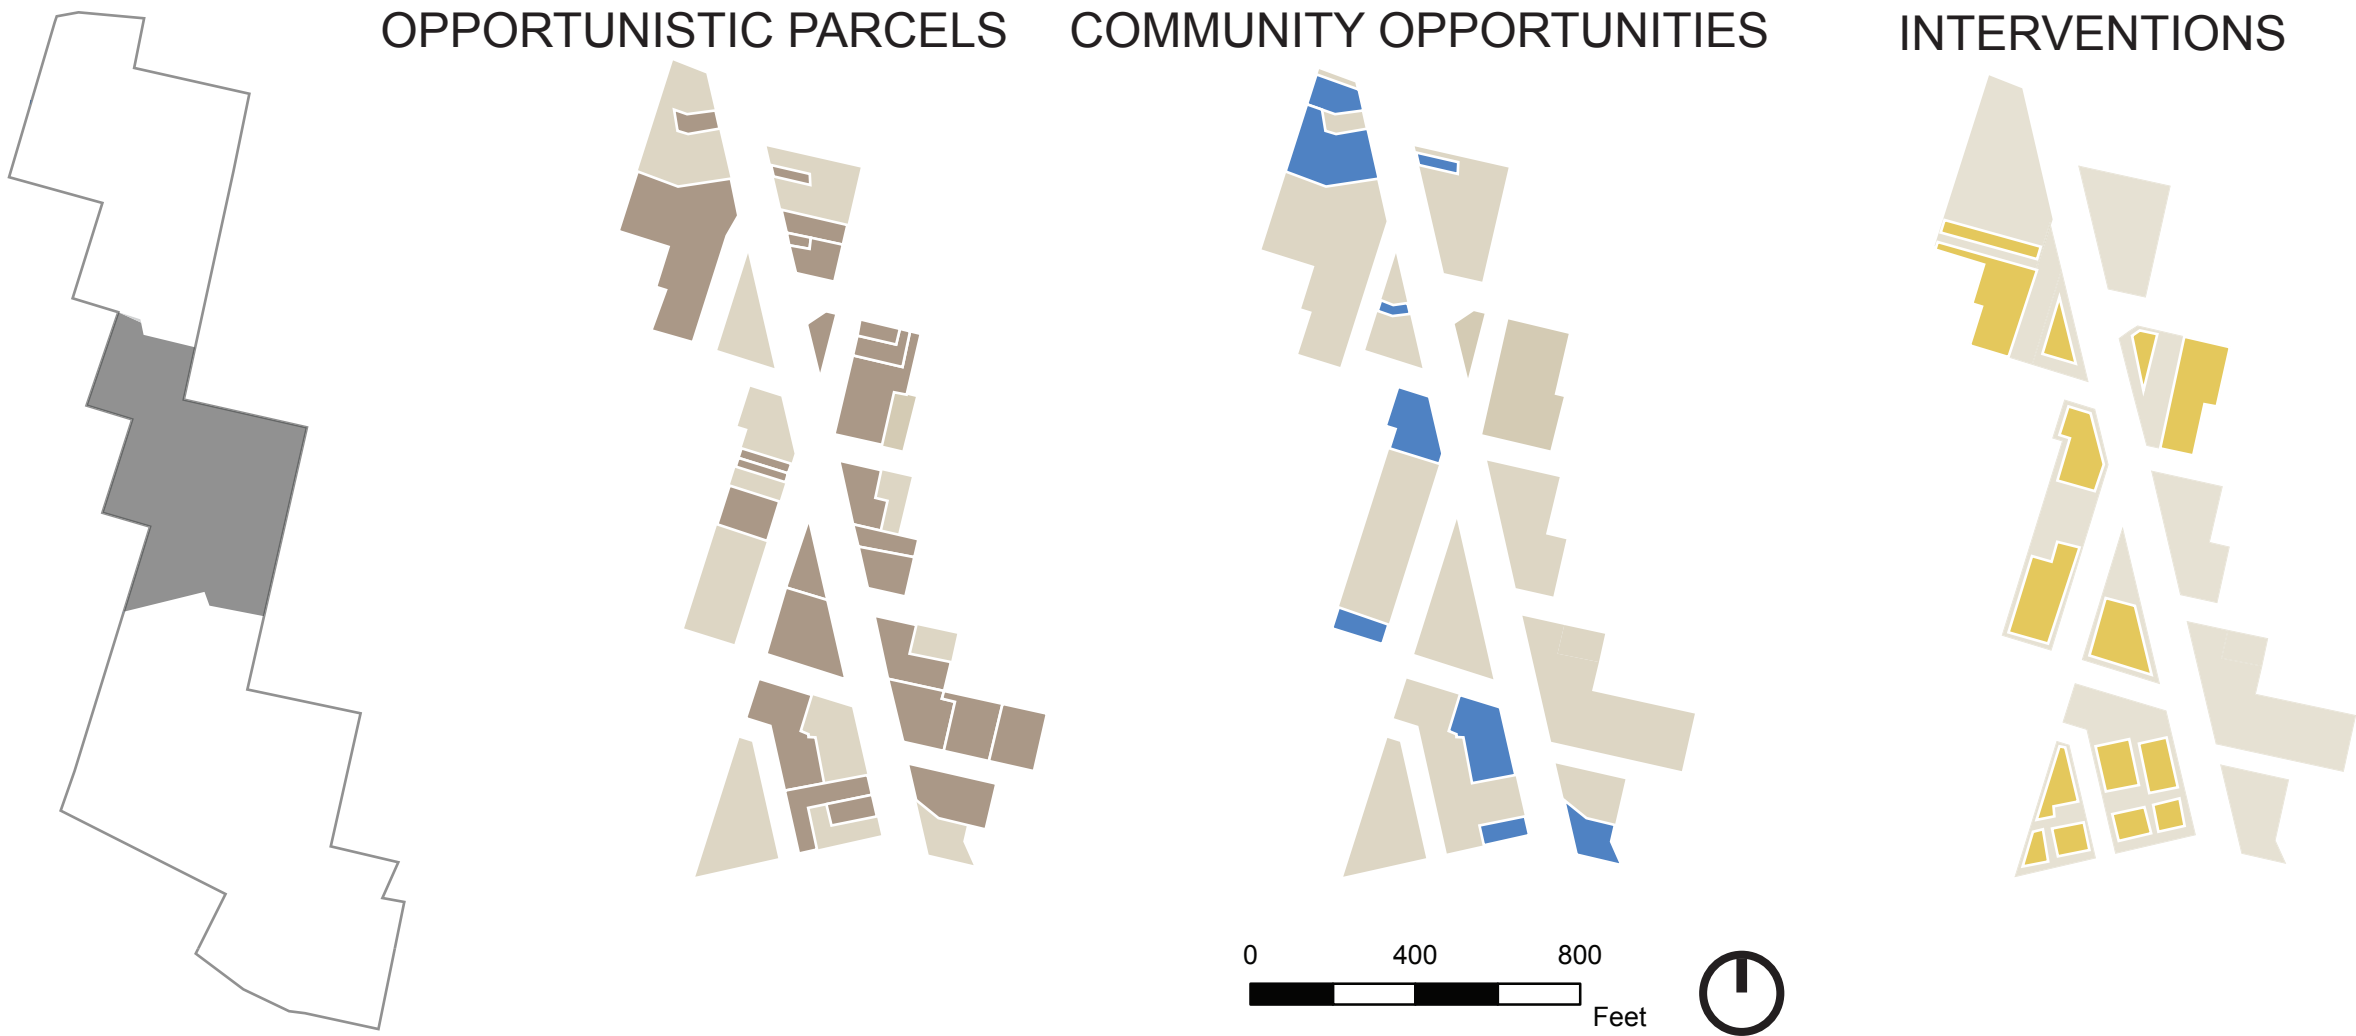 OPPORTUNISTIC PARCELS
COMMUNITY OPPORTUNITIES
INTERVENTIONS
0 400 800
Feet